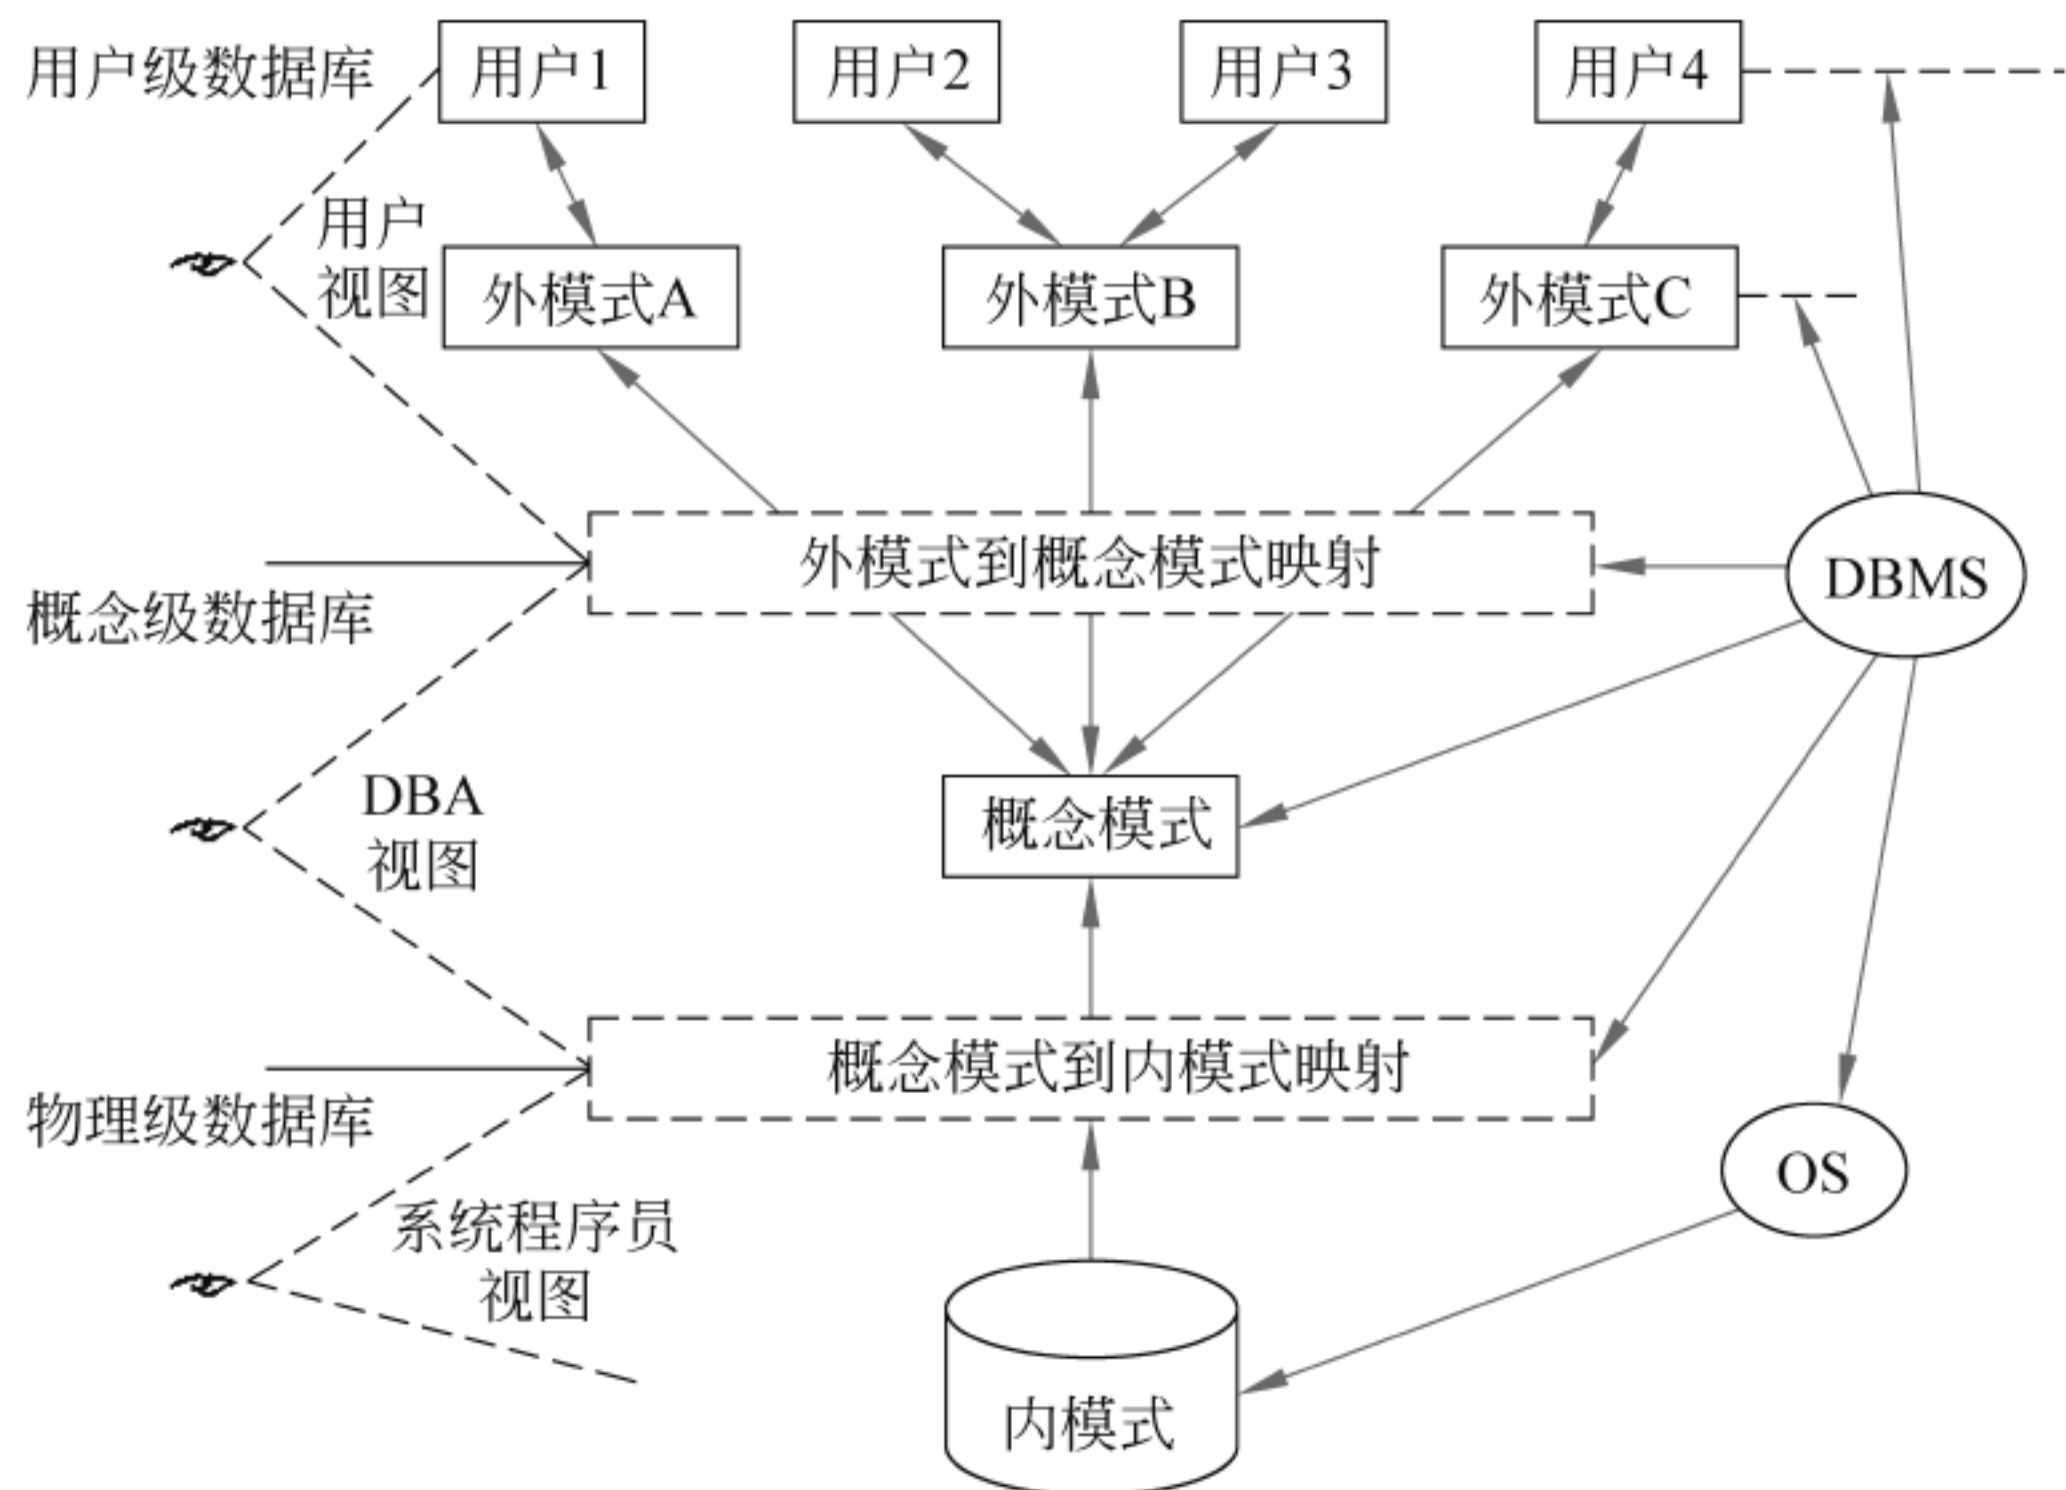 用户级数据库
用户1
用户2
用户3
用户4
用户
视图
外模式A
外模式B
外模式C
外模式到概念模式映射
DBMS
概念级数据库
DBA
视图
概念模式
概念模式到内模式映射
物理级数据库
OS
系统程序员
视图
内模式